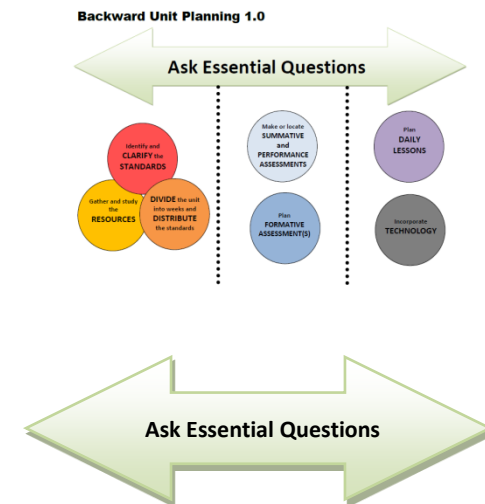 Backward Unit Planning 1.0
Ask Essential Questions
Identify and
CLARIFY the
STANDARDS
Gather and study
the
RESOURCES
DIVIDE the unit
into weeks and
DISTRIBUTE
the standards
Make or locate
SUMMATIVE
and
PERFORMANCE
ASSESSMENTS
Plan
FORMATIVE
ASSESSMENT(S)
Plan
DAILY
LESSONS
Incorporate
TECHNOLOGY
Ask Essential Questions